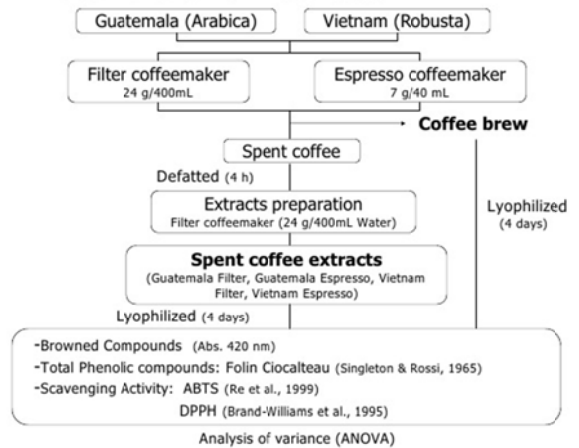 Guatemala (Arabica)
Vietnam (Robusta)
Filter coffeemaker
24 g/400mL
Espresso coffeemaker
7 g/40 mL
Coffee brew
Spent coffee
Defatted (4 h)
Extracts preparation
Filter coffeemaker (24 g/400mL Water)
Lyophilized
(4 days)
Spent coffee extracts
(Guatemala Filter, Guatemala Espresso, Vietnam
Filter, Vietnam Espresso)
Lyophilized (4 days)
-Browned Compounds (Abs. 420 nm)
-Total Phenolic compounds: Folin Ciocalteau (Singleton & Rossi, 1965)
-Scavenging Activity: ABTS (Re et al., 1999)
DPPH (Brand-Williams et al., 1995)
Analysis of variance (ANOVA)